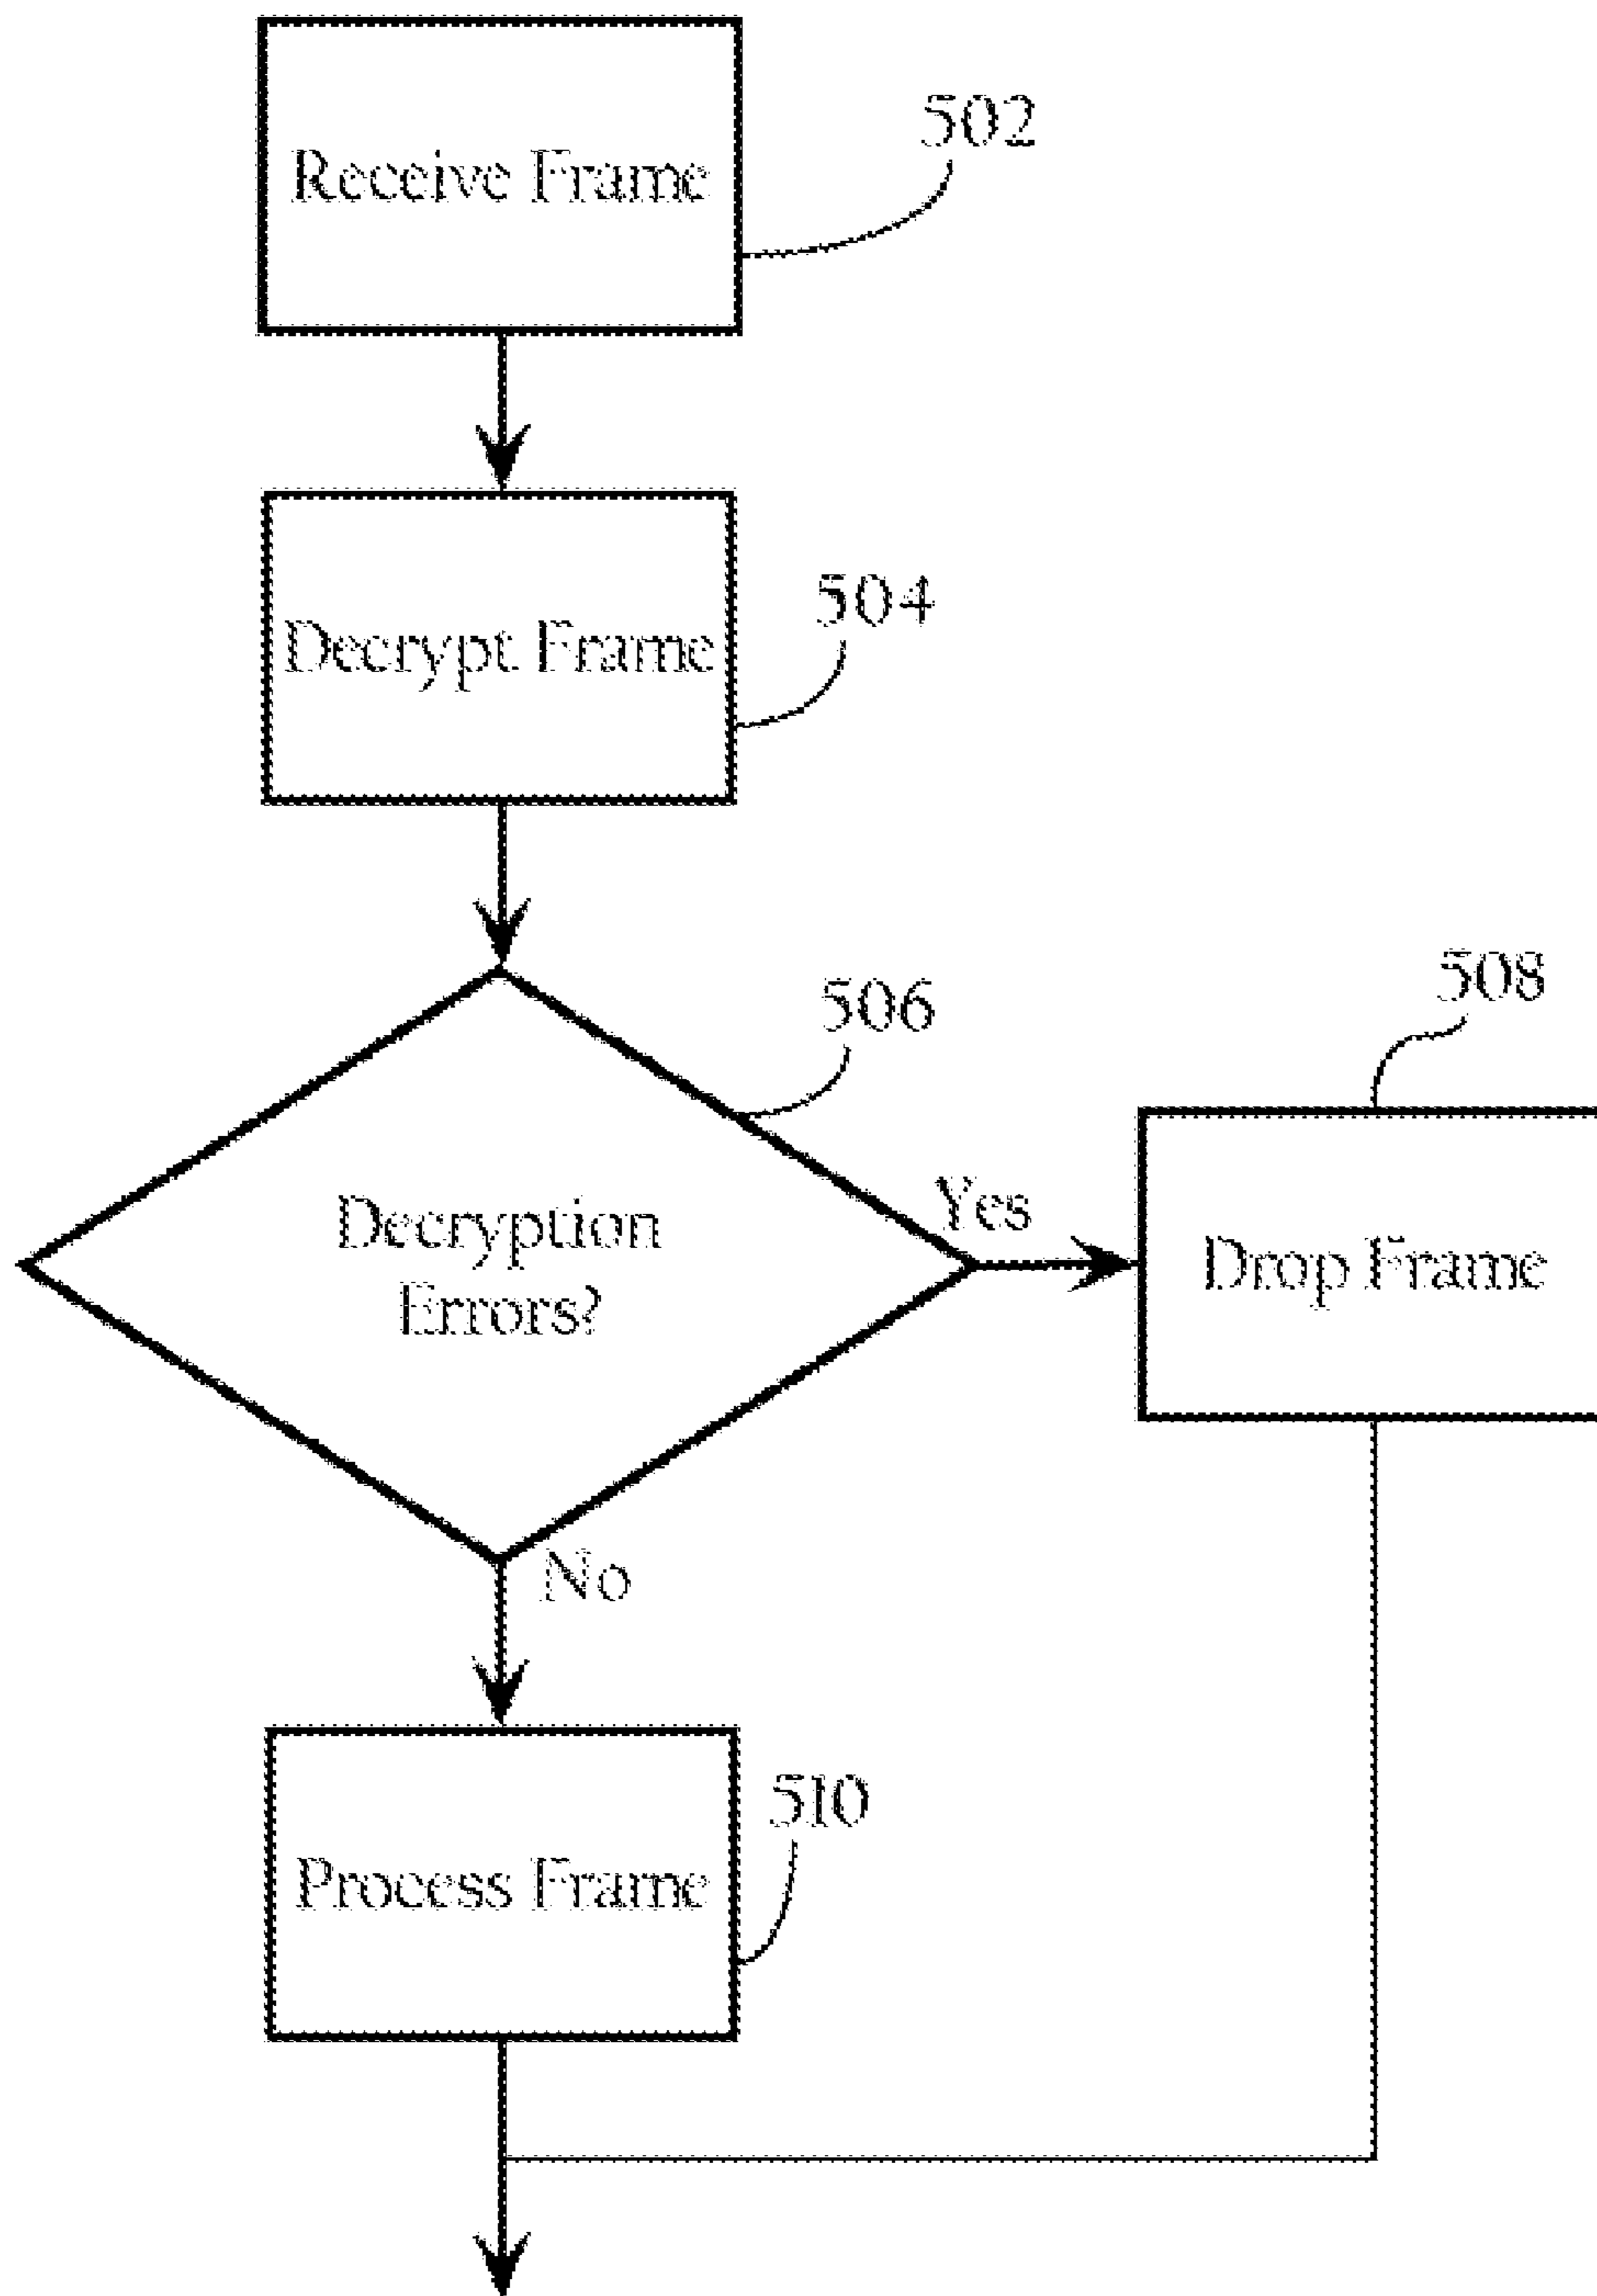 Receive Frame
502
Decrypt Frame
504
506
508
Decryption
Errors?
Yes
Drop Frame
No
Process Frame
510